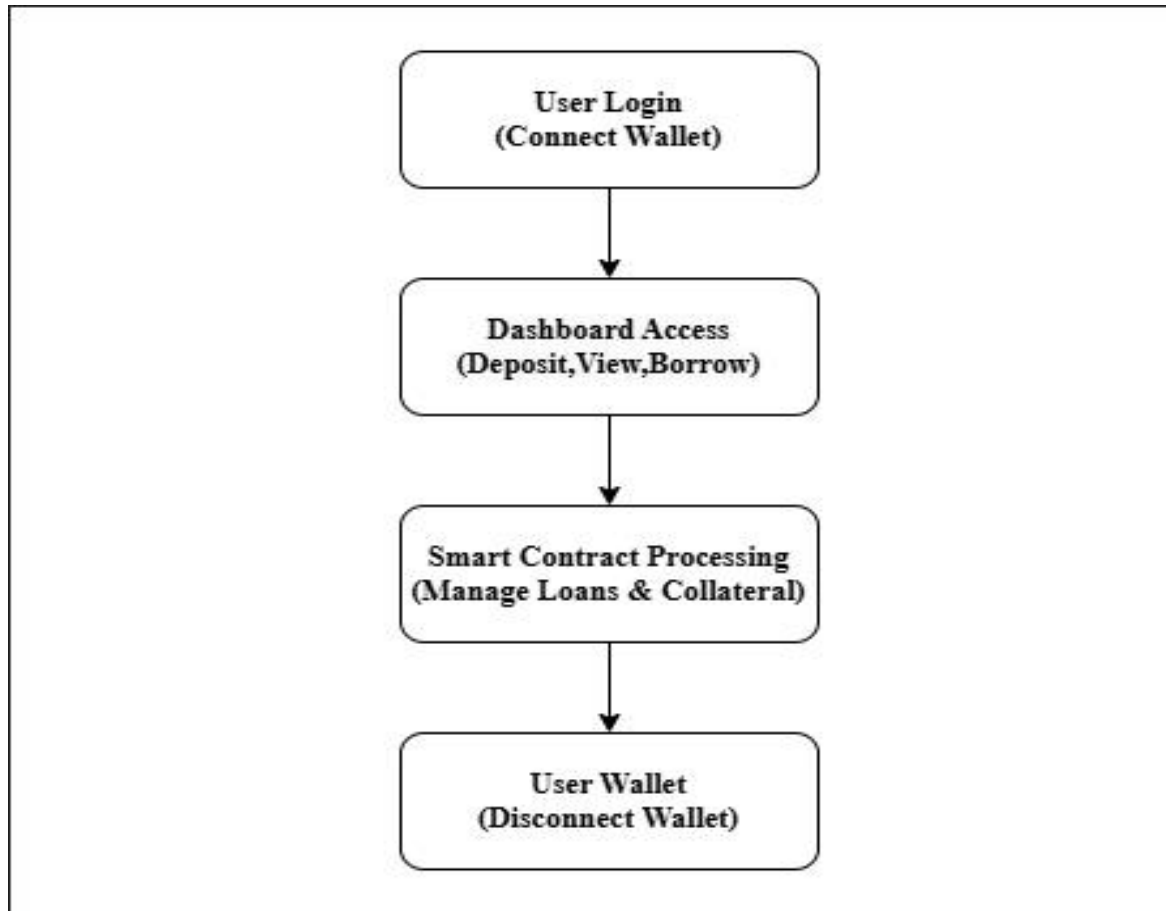 User Login
(Connect Wallet)
Dashboard Access
(Deposit,View,Borrow)
Smart Contract Processing
(Manage Loans & Collateral)
User Wallet
(Disconnect Wallet)